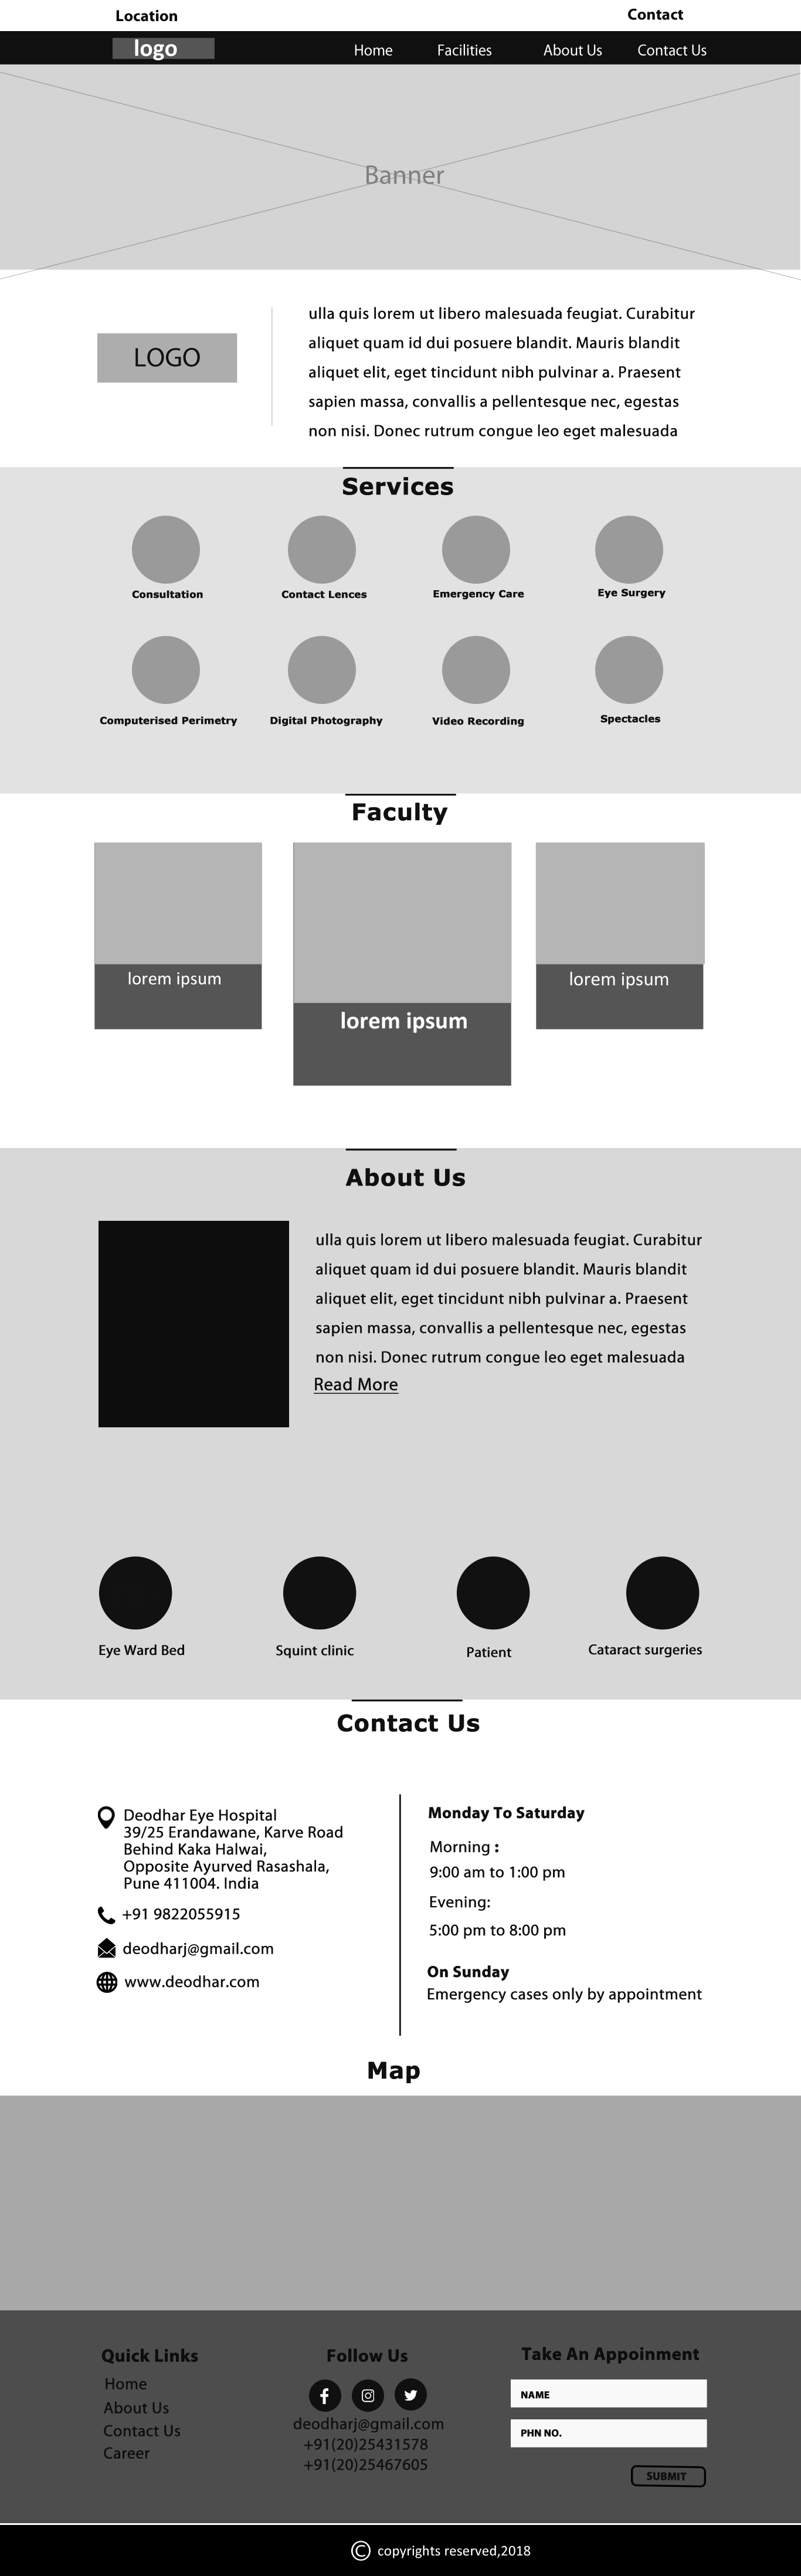 Location
Contact
logo
Home
Facilities
About Us
Contact Us
Banner
LOGO
ulla quis lorem ut libero malesuada feugiat. Curabitur
aliquet quam id dui posuere blandit. Mauris blandit
aliquet elit, eget tincidunt nibh pulvinar a. Praesent
sapien massa, convallis a pellentesque nec, egestas
non nisi. Donec rutrum congue leo eget malesuada
Services
Consultation
Contact Lences
Emergency Care
Eye Surgery
Computerised Perimetry
Digital Photography
Video Recording
Spectacles
Faculty
lorem ipsum
lorem ipsum
lorem ipsum
About Us
ulla quis lorem ut libero malesuada feugiat. Curabitur
aliquet quam id dui posuere blandit. Mauris blandit
aliquet elit, eget tincidunt nibh pulvinar a. Praesent
sapien massa, convallis a pellentesque nec, egestas
non nisi. Donec rutrum congue leo eget malesuada
Read More
Eye Ward Bed
Squint clinic
Patient
Cataract surgeries
Contact Us
Deodhar Eye Hospital
39/25 Erandawane, Karve Road
Behind Kaka Halwai,
Opposite Ayurved Rasashala,
Pune 411004. India
+91 9822055915
deodharj@gmail.com
www.deodhar.com
Monday To Saturday
Morning :
9:00 am to 1:00 pm
Evening:
5:00 pm to 8:00 pm
On Sunday
Emergency cases only by appointment
Map
Quick Links
Home
About Us
Contact Us
Career
Follow Us
deodharj@gmail.com
+91(20)25431578
+91(20)25467605
Take An Appoinment
NAME
PHN NO.
SUBMIT
© copyrights reserved,2018